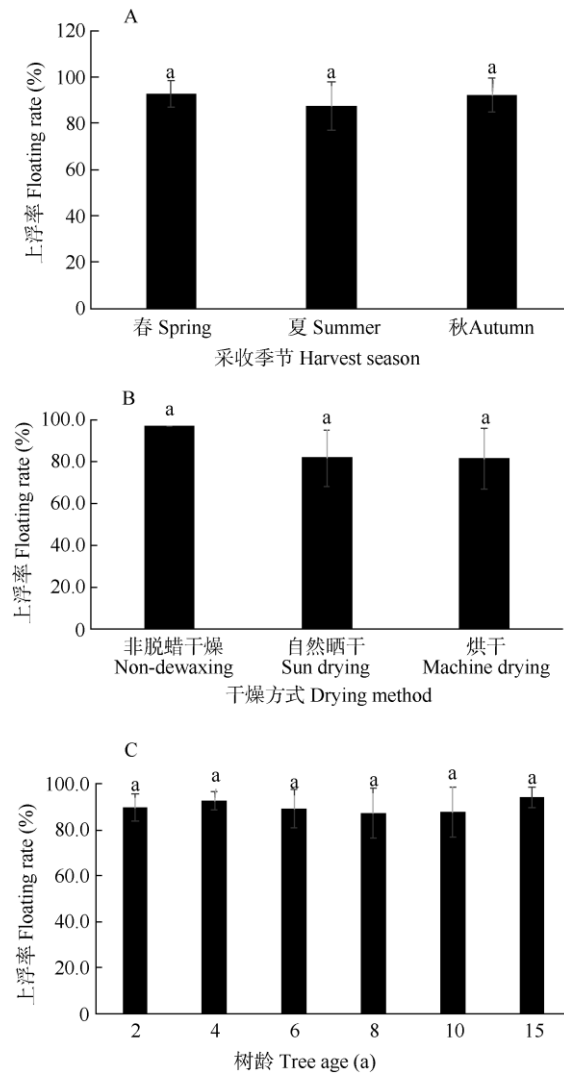 A
120
100
80
60
40
20
0
上浮率 Floating rate (%)
a a a
春 Spring 夏 Summer 秋Autumn
采收季节 Harvest season
B
100.0
80.0
60.0
40.0
20.0
0
上浮率 Floating rate (%)
a a a
非脱蜡干燥 自然晒干 烘干
Non-dewaxing Sun drying Machine drying
干燥方式 Drying method
C
100.0
80.0
60.0
40.0
20.0
0.0
上浮率 Floating rate (%)
a a a a a a
2 4 6 8 10 15
树龄 Tree age (a)